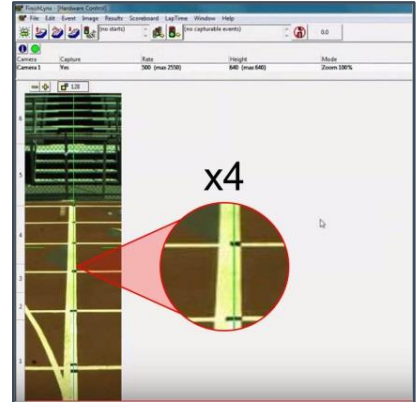 FinishLynx - [Hardware Control]
File Edit Event Image Results Scoreboard LapTime Window Help
(no starts) (no capturable events) 0.0
Camera Capture Rate Height Mode
Camera 1 Yes 500 (max 2550) 640 (max 640) Zoom 100%
128
6
5
x4
4
3
2
1